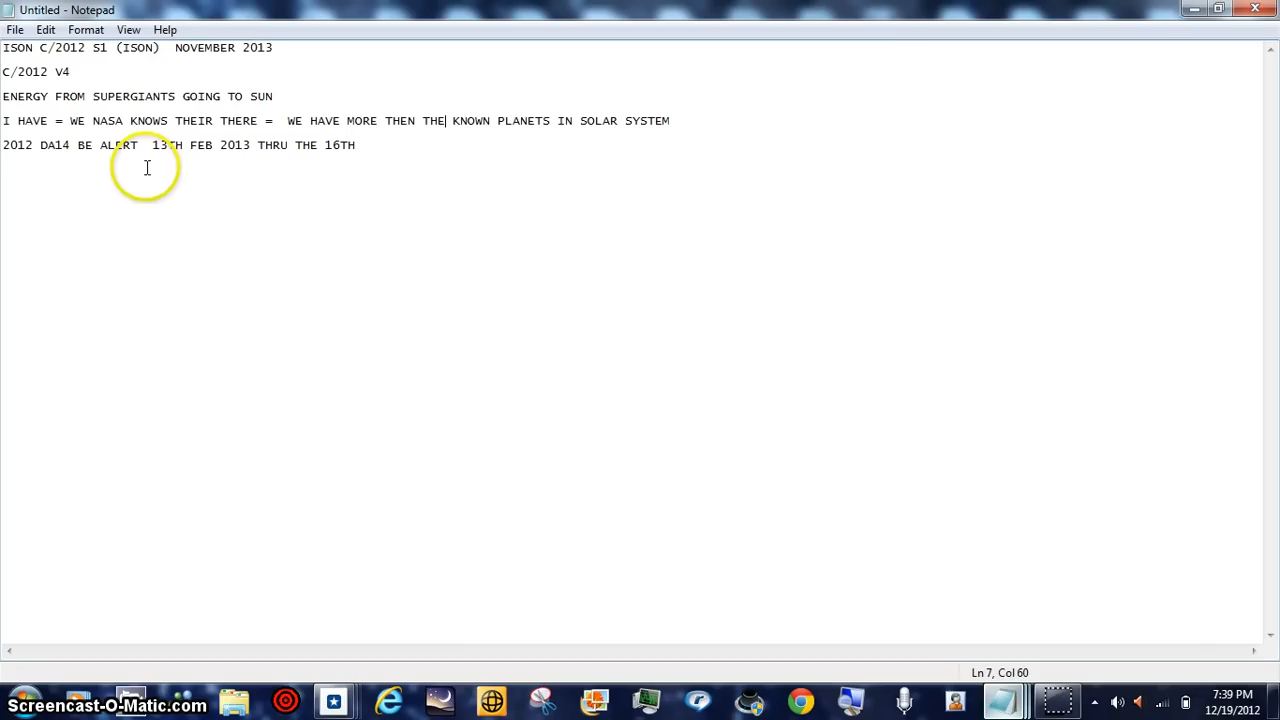 Untitled - Notepad
File Edit Format View Help
ISON C/2012 S1 (ISON)  NOVEMBER 2013
C/2012 V4
ENERGY FROM SUPERGIANTS GOING TO SUN
I HAVE = WE NASA KNOWS THEIR THERE =  WE HAVE MORE THEN THE KNOWN PLANETS IN SOLAR SYSTEM
2012 DA14 BE ALERT  13TH FEB 2013 THRU THE 16TH
Ln 7, Col 60
Screencast-O-Matic.com
7:39 PM
12/19/2012